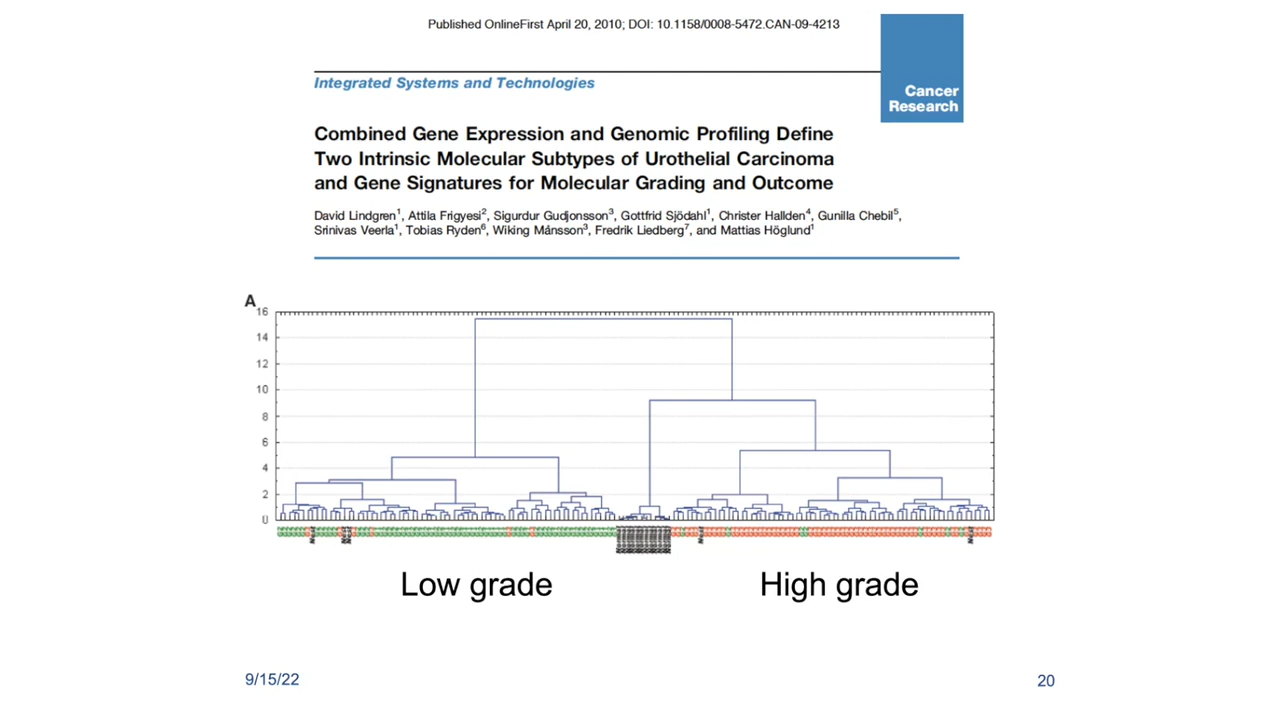 Published OnlineFirst April 20, 2010; DOI: 10.1158/0008-5472.CAN-09-4213
Integrated Systems and Technologies
Cancer
Research
Combined Gene Expression and Genomic Profiling Define
Two Intrinsic Molecular Subtypes of Urothelial Carcinoma
and Gene Signatures for Molecular Grading and Outcome
David Lindgren1, Attila Frigyesi2, Sigurdur Gudjonsson3, Gottfrid Sjödahl1, Christer Hallden4, Gunilla Chebil5,
Srinivas Veerla1, Tobias Ryden6, Wiking Månsson3, Fredrik Liedberg7, and Mattias Höglund1
A
16
14
12
10
8
6
4
2
0
Low grade
High grade
9/15/22
20